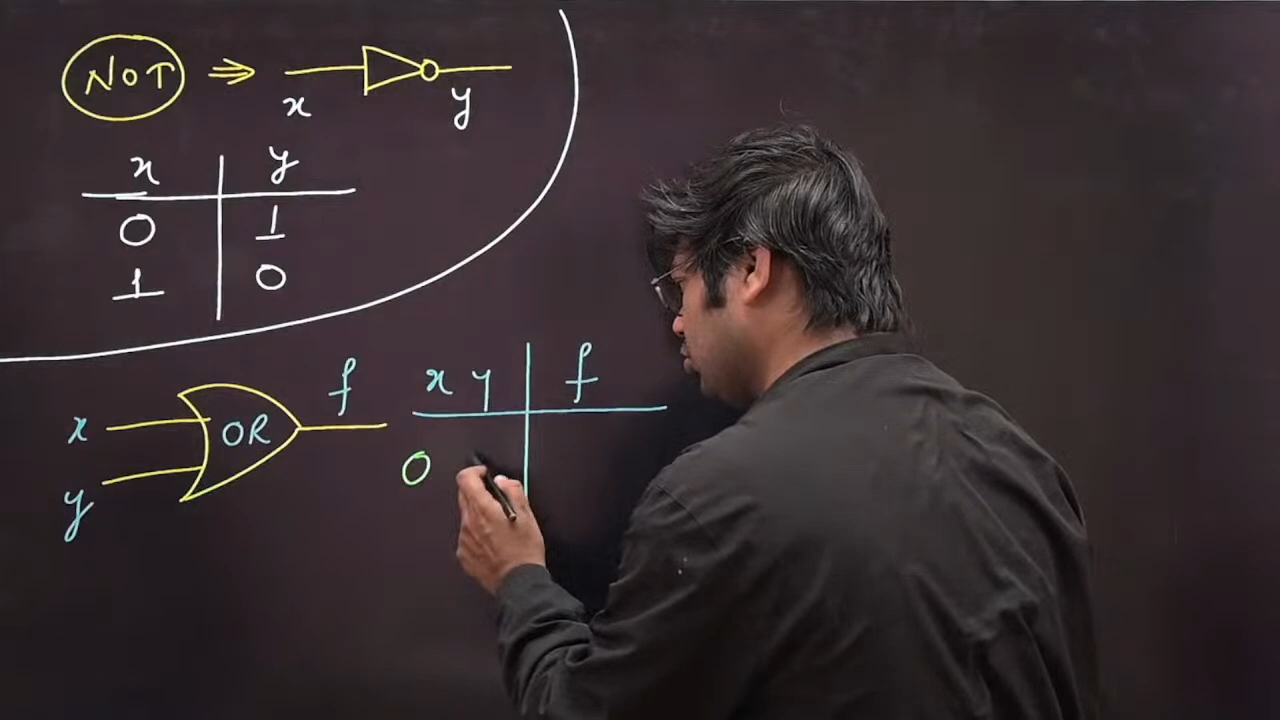 NOT ⇒
x y
x y
0 1
1 0
x OR f
y
x y f
0